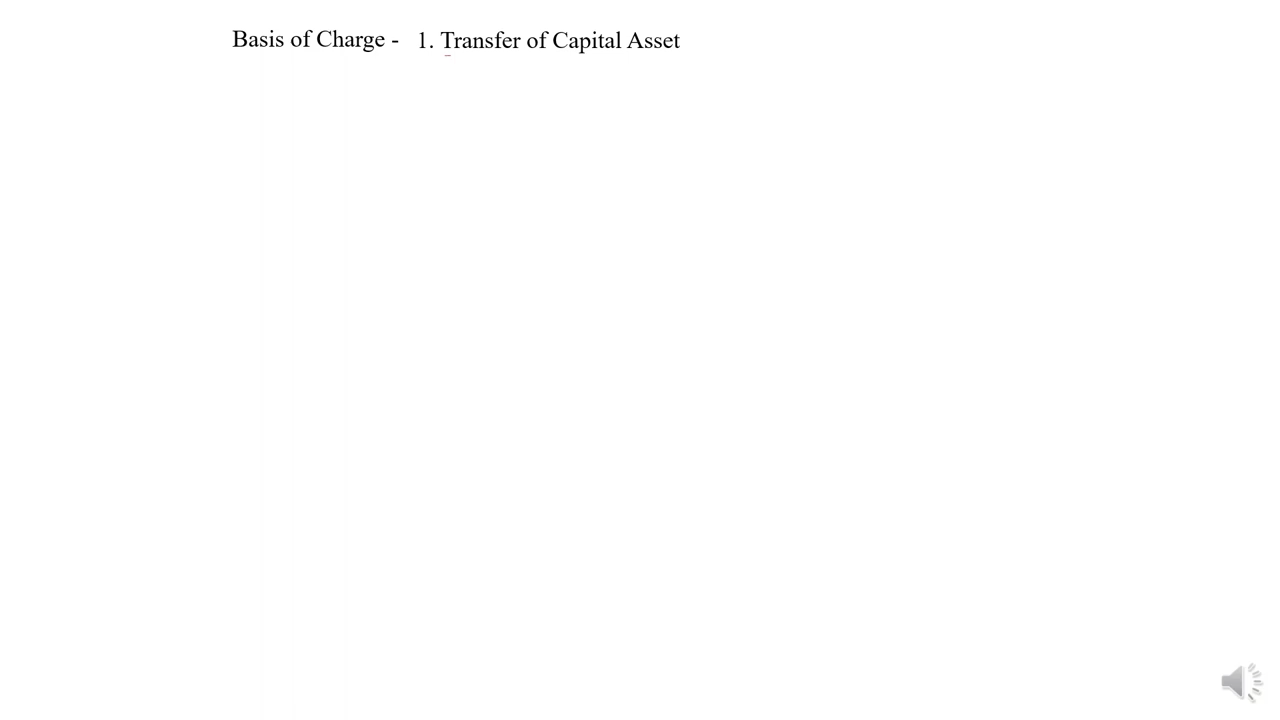 Basis of Charge - 1. Transfer of Capital Asset